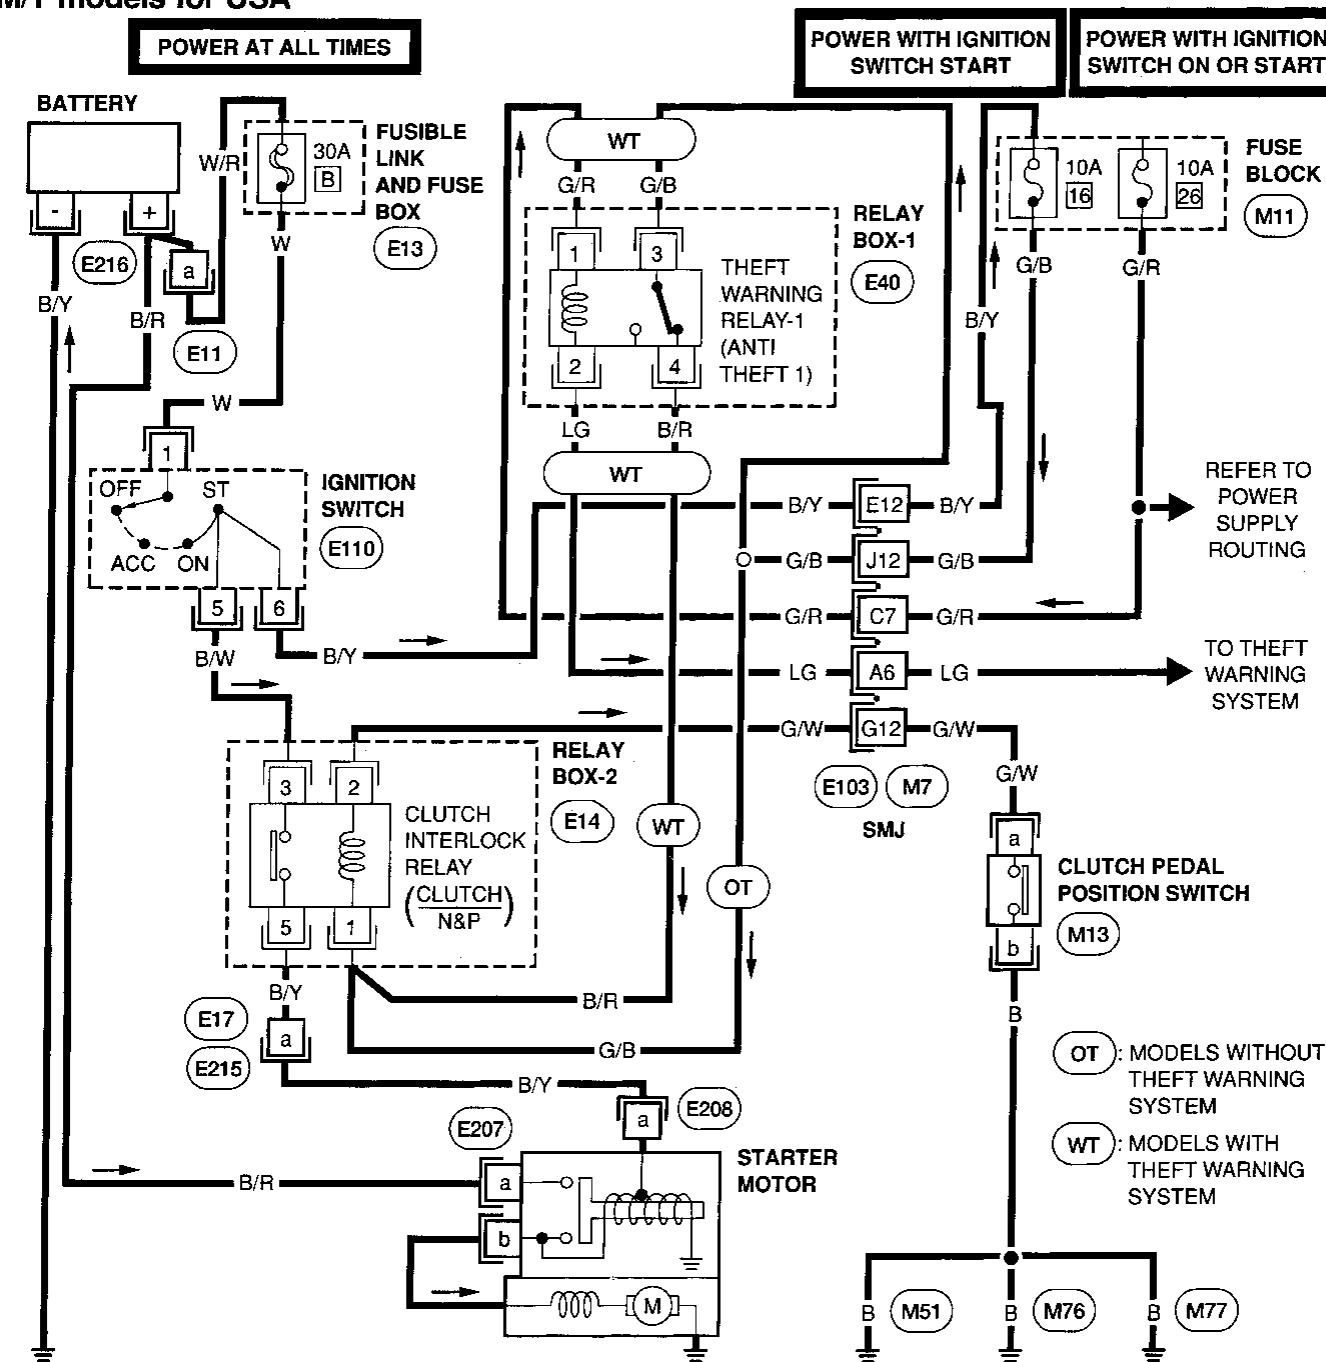 M/T models for USA
POWER AT ALL TIMES
POWER WITH IGNITION
SWITCH START
POWER WITH IGNITION
SWITCH ON OR START
BATTERY
-
+
E216
a
E11
W/R
30A
B
FUSIBLE
LINK
AND FUSE
BOX
E13
W
B/Y
B/R
W
1
OFF
ST
ACC
ON
IGNITION
SWITCH
E110
5
6
B/W
B/Y
WT
G/R
G/B
1
3
2
4
THEFT
WARNING
RELAY-1
(ANTI
THEFT 1)
RELAY
BOX-1
E40
LG
B/R
WT
10A
16
10A
26
FUSE
BLOCK
M11
G/B
G/R
B/Y
REFER TO
POWER
SUPPLY
ROUTING
B/Y
E12
B/Y
G/B
J12
G/B
G/R
C7
G/R
LG
A6
LG
TO THEFT
WARNING
SYSTEM
G/W
G12
G/W
E103
M7
SMJ
G/W
RELAY
BOX-2
E14
3
2
CLUTCH
INTERLOCK
RELAY
(CLUTCH/N&P)
5
1
WT
OT
a
CLUTCH PEDAL
POSITION SWITCH
M13
b
B
B/Y
B/R
E17
a
E215
G/B
B/Y
E208
a
E207
STARTER
MOTOR
B/R
a
b
M
OT : MODELS WITHOUT
THEFT WARNING
SYSTEM
WT : MODELS WITH
THEFT WARNING
SYSTEM
B
M51
B
M76
B
M77